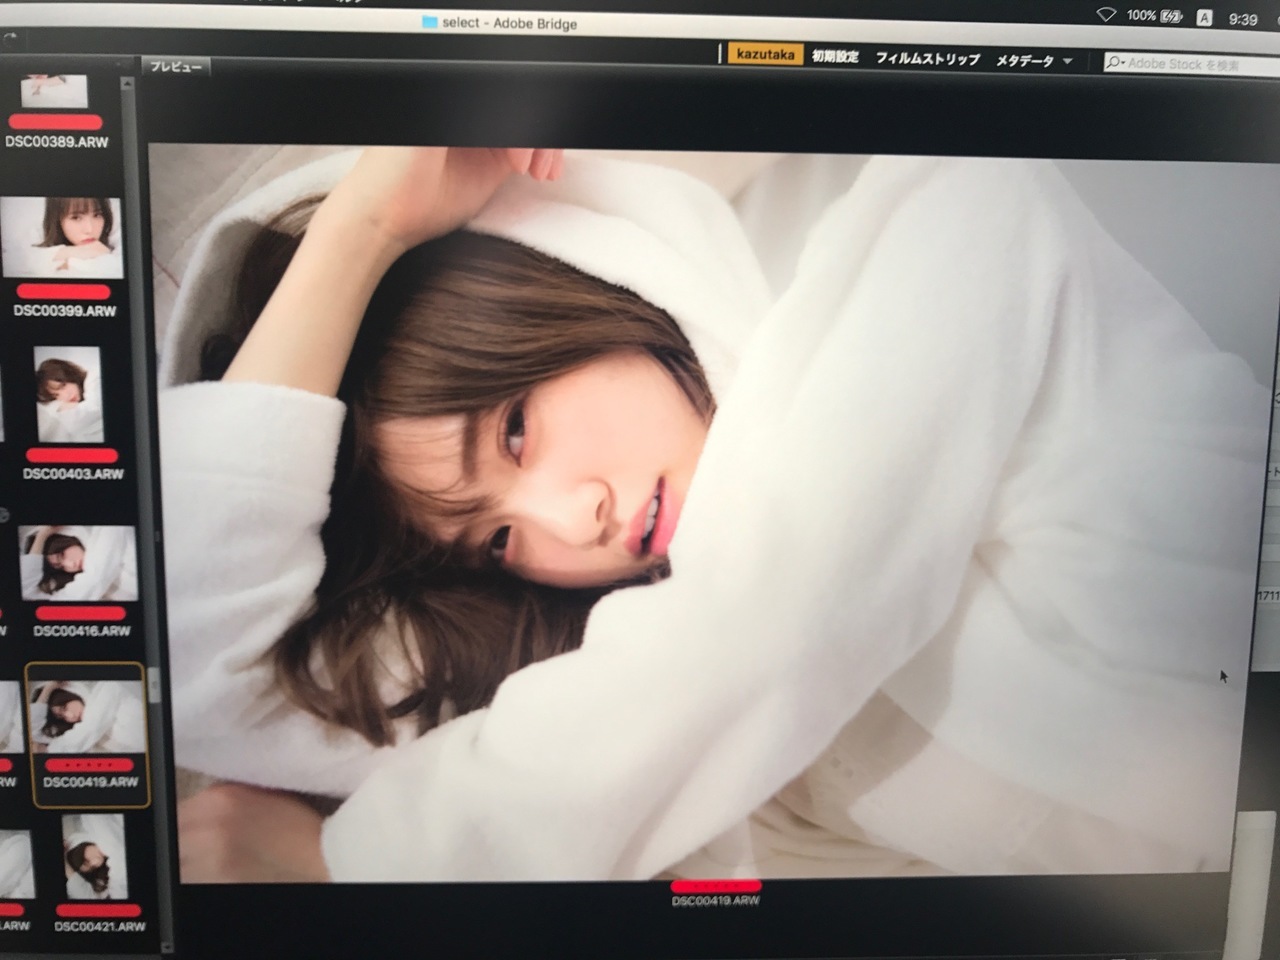 select - Adobe Bridge
100%
A
9:39
kazutaka 初期設定 フィルムストリップ メタデータ
Adobe Stock を検索
プレビュー
DSC00389.ARW
DSC00399.ARW
DSC00403.ARW
DSC00416.ARW
DSC00419.ARW
DSC00421.ARW
DSC00419.ARW
1711